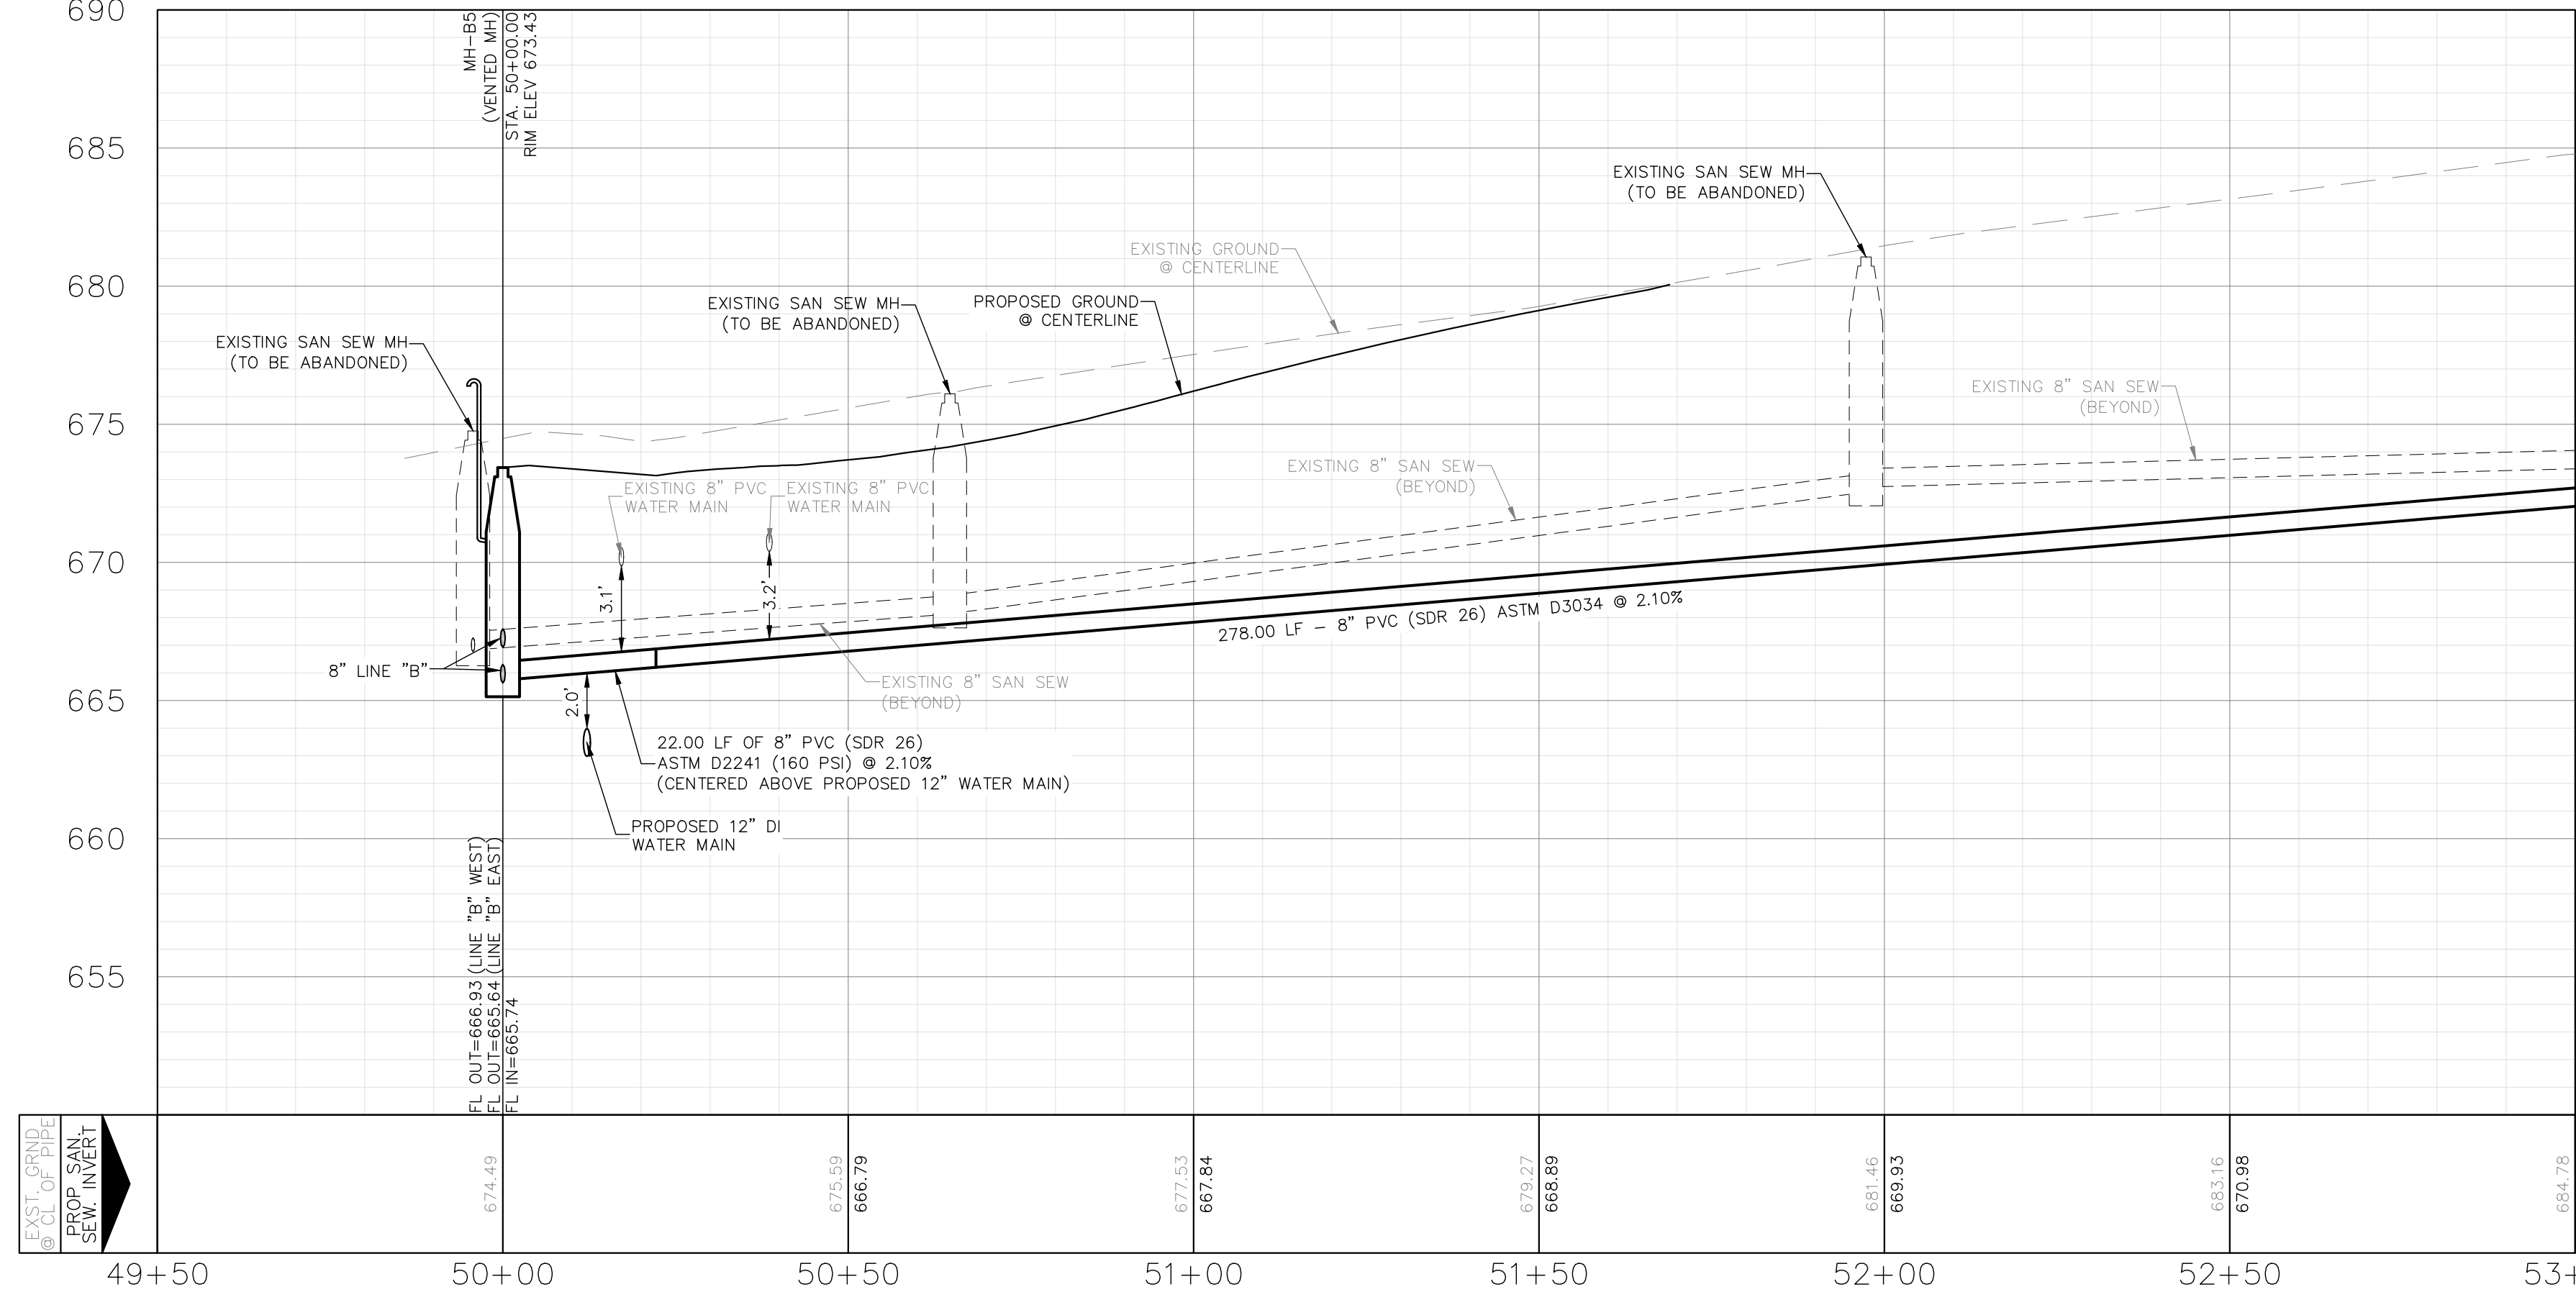 690
685
680
675
670
665
660
655
MH-B5
(VENTED MH)
STA. 50+00.00
RIM ELEV 673.43
EXISTING SAN SEW MH
(TO BE ABANDONED)
EXISTING GROUND
@ CENTERLINE
EXISTING SAN SEW MH
(TO BE ABANDONED)
PROPOSED GROUND
@ CENTERLINE
EXISTING SAN SEW MH
(TO BE ABANDONED)
EXISTING 8" SAN SEW
(BEYOND)
EXISTING 8" SAN SEW
(BEYOND)
EXISTING 8" PVC
WATER MAIN
EXISTING 8" PVC
WATER MAIN
3.1'
3.2'
278.00 LF - 8" PVC (SDR 26) ASTM D3034 @ 2.10%
8" LINE "B"
EXISTING 8" SAN SEW
(BEYOND)
2.0'
22.00 LF OF 8" PVC (SDR 26)
ASTM D2241 (160 PSI) @ 2.10%
(CENTERED ABOVE PROPOSED 12" WATER MAIN)
PROPOSED 12" DI
WATER MAIN
FL OUT=666.93 (LINE "B" WEST)
FL OUT=665.64 (LINE "B" EAST)
FL IN=665.74
EXST. GRND
@ CL OF PIPE
PROP SAN.
SEW. INVERT
674.49
675.59
666.79
677.53
667.84
679.27
668.89
681.46
669.93
683.16
670.98
684.78
49+50
50+00
50+50
51+00
51+50
52+00
52+50
53+